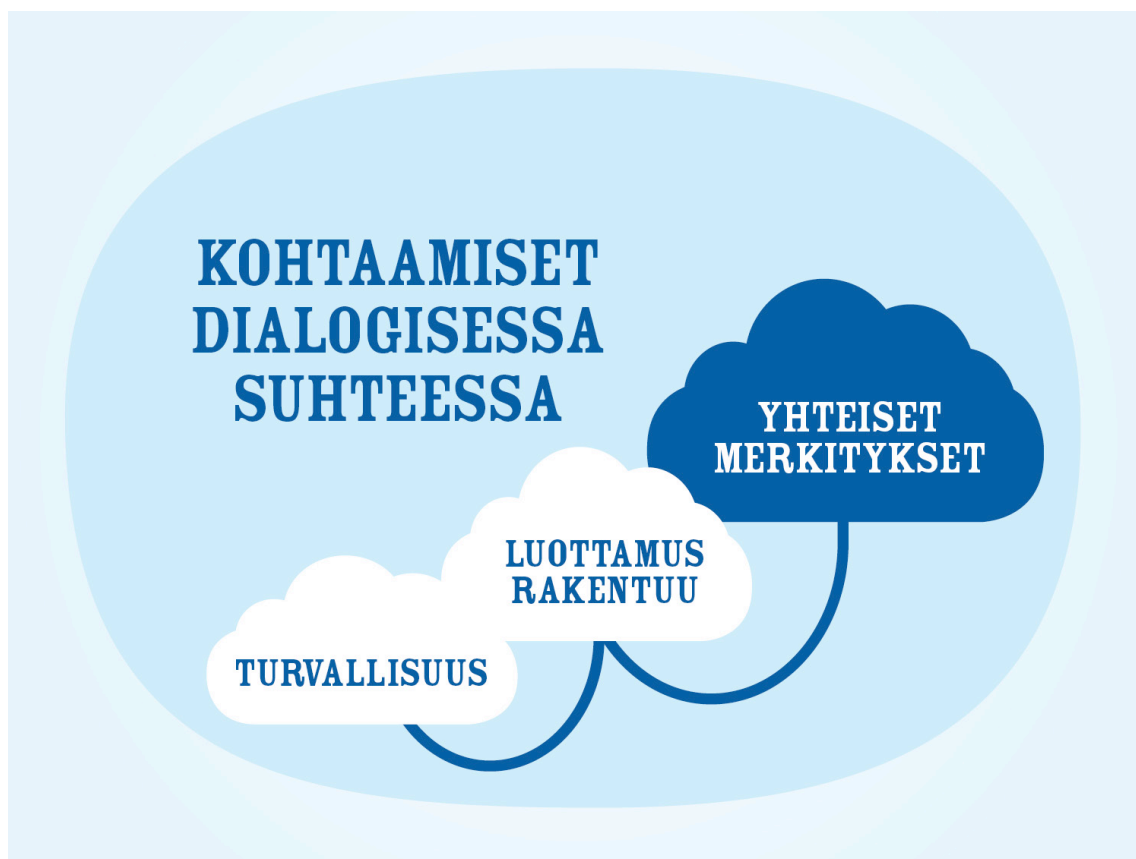 KOHTAAMISET
DIALOGISESSA
SUHTEESSA
YHTEISET
MERKITYKSET
LUOTTAMUS
RAKENTUU
TURVALLISUUS